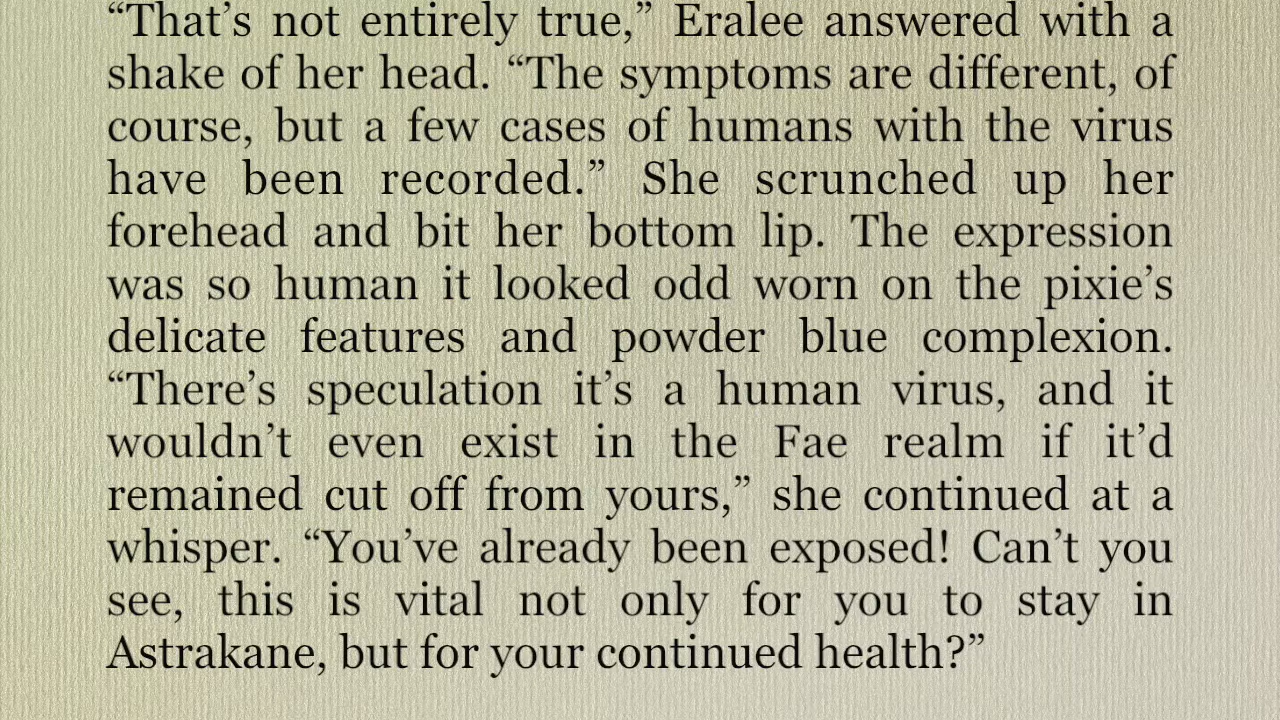 “That’s not entirely true,” Eralee answered with a
shake of her head. “The symptoms are different, of
course, but a few cases of humans with the virus
have been recorded.” She scrunched up her
forehead and bit her bottom lip. The expression
was so human it looked odd worn on the pixie’s
delicate features and powder blue complexion.
“There’s speculation it’s a human virus, and it
wouldn’t even exist in the Fae realm if it’d
remained cut off from yours,” she continued at a
whisper. “You’ve already been exposed! Can’t you
see, this is vital not only for you to stay in
Astrakane, but for your continued health?”